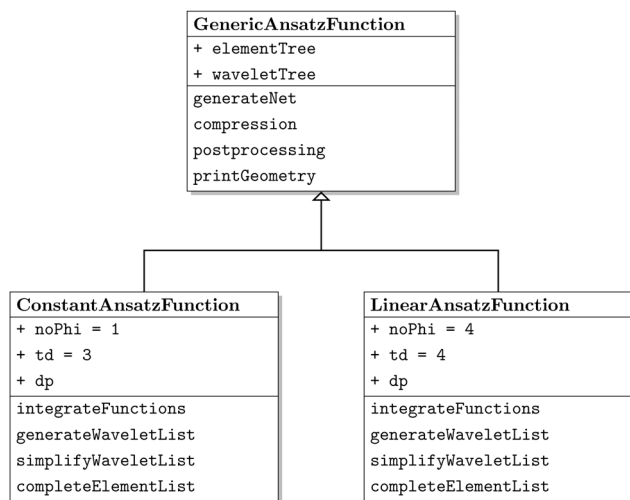 GenericAnsatzFunction
+ elementTree
+ waveletTree
generateNet
compression
postprocessing
printGeometry
ConstantAnsatzFunction
+ noPhi = 1
+ td = 3
+ dp
integrateFunctions
generateWaveletList
simplifyWaveletList
completeElementList
LinearAnsatzFunction
+ noPhi = 4
+ td = 4
+ dp
integrateFunctions
generateWaveletList
simplifyWaveletList
completeElementList